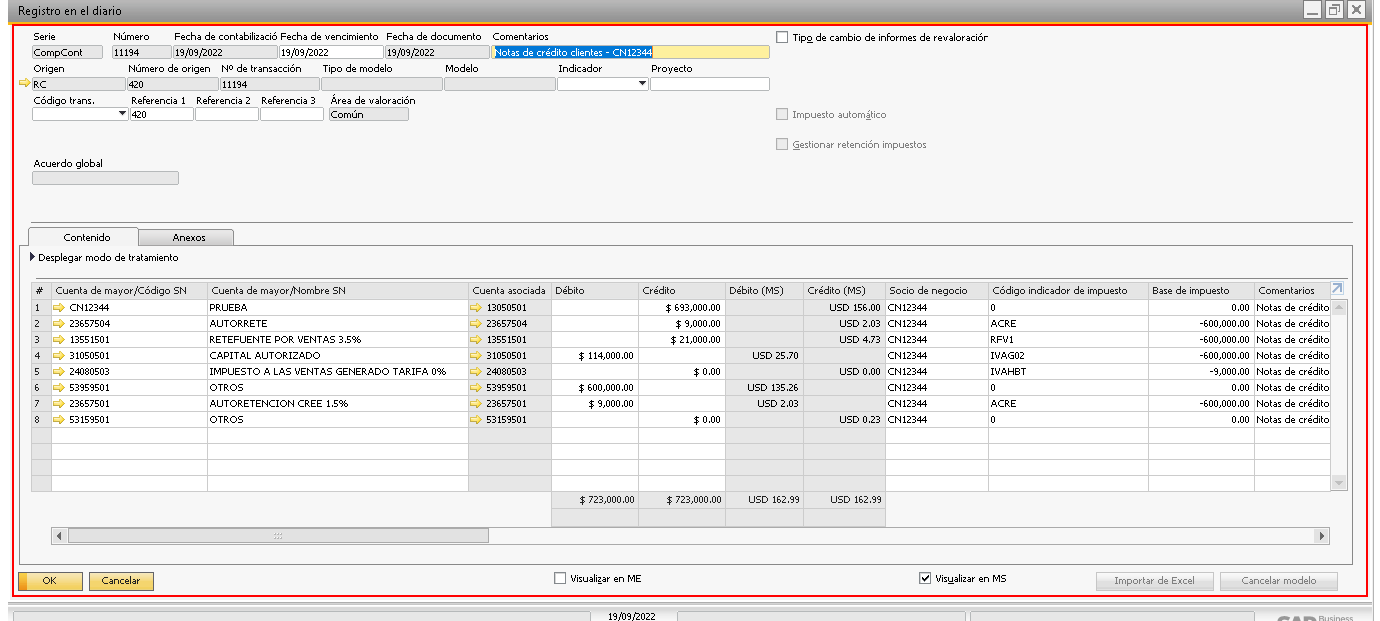 Registro en el diario
Serie Número Fecha de contabilizació Fecha de vencimiento Fecha de documento Comentarios
CompCont 11194 19/09/2022 19/09/2022 19/09/2022 Notas de crédito clientes - CN12344
Tipo de cambio de informes de revaloración
Origen Número de origen Nº de transacción Tipo de modelo Modelo Indicador Proyecto
RC 420 11194
Código trans. Referencia 1 Referencia 2 Referencia 3 Área de valoración
420 Común
Impuesto automático
Gestionar retención impuestos
Acuerdo global
Contenido Anexos
Desplegar modo de tratamiento
# Cuenta de mayor/Código SN Cuenta de mayor/Nombre SN Cuenta asociada Débito Crédito Débito (MS) Crédito (MS) Socio de negocio Código indicador de impuesto Base de impuesto Comentarios
1 CN12344 PRUEBA 13050501 $ 693,000.00 USD 156.00 CN12344 0 0.00 Notas de crédito
2 23657504 AUTORRETE 23657504 $ 9,000.00 USD 2.03 CN12344 ACRE -600,000.00 Notas de crédito
3 13551501 RETEFUENTE POR VENTAS 3.5% 13551501 $ 21,000.00 USD 4.73 CN12344 RFV1 -600,000.00 Notas de crédito
4 31050501 CAPITAL AUTORIZADO 31050501 $ 114,000.00 USD 25.70 CN12344 IVAG02 -600,000.00 Notas de crédito
5 24080503 IMPUESTO A LAS VENTAS GENERADO TARIFA 0% 24080503 $ 0.00 USD 0.00 CN12344 IVAHBT -9,000.00 Notas de crédito
6 53959501 OTROS 53959501 $ 600,000.00 USD 135.26 CN12344 0 0.00 Notas de crédito
7 23657501 AUTORETENCION CREE 1.5% 23657501 $ 9,000.00 USD 2.03 CN12344 ACRE -600,000.00 Notas de crédito
8 53159501 OTROS 53159501 $ 0.00 USD 0.23 CN12344 0 0.00 Notas de crédito
$ 723,000.00 $ 723,000.00 USD 162.99 USD 162.99
OK Cancelar Visualizar en ME Visualizar en MS Importar de Excel Cancelar modelo
19/09/2022
SAP Business